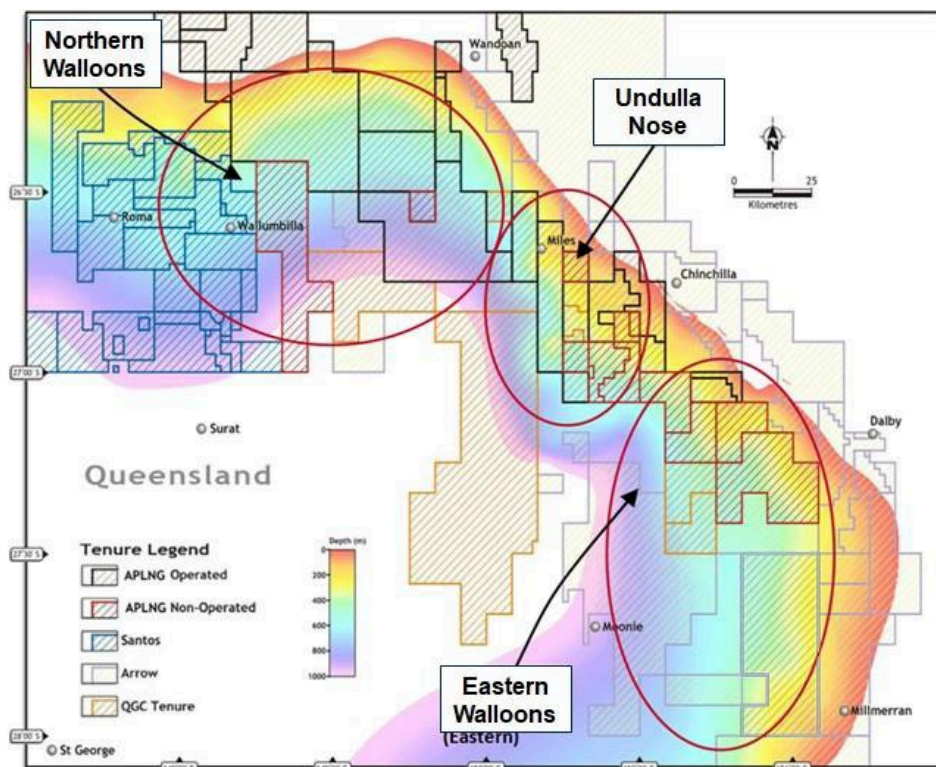 Northern
Walloons
Wandoan
Undulla
Nose
N
0
25
Kilometres
26°30' S
Roma
Wallumbilla
Miles
Chinchilla
27°00' S
Surat
Dalby
Queensland
27°30' S
Tenure Legend
APLNG Operated
APLNG Non-Operated
Santos
Arrow
QGC Tenure
Depth (m)
0
200
400
600
800
1000
Moonie
Eastern
Walloons
(Eastern)
Millmerran
28°00' S
St George